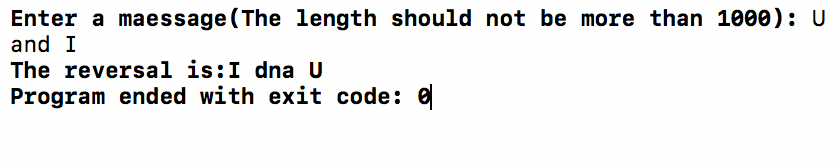 Enter a maessage(The length should not be more than 1000): U
and I
The reversal is:I dna U
Program ended with exit code: 0